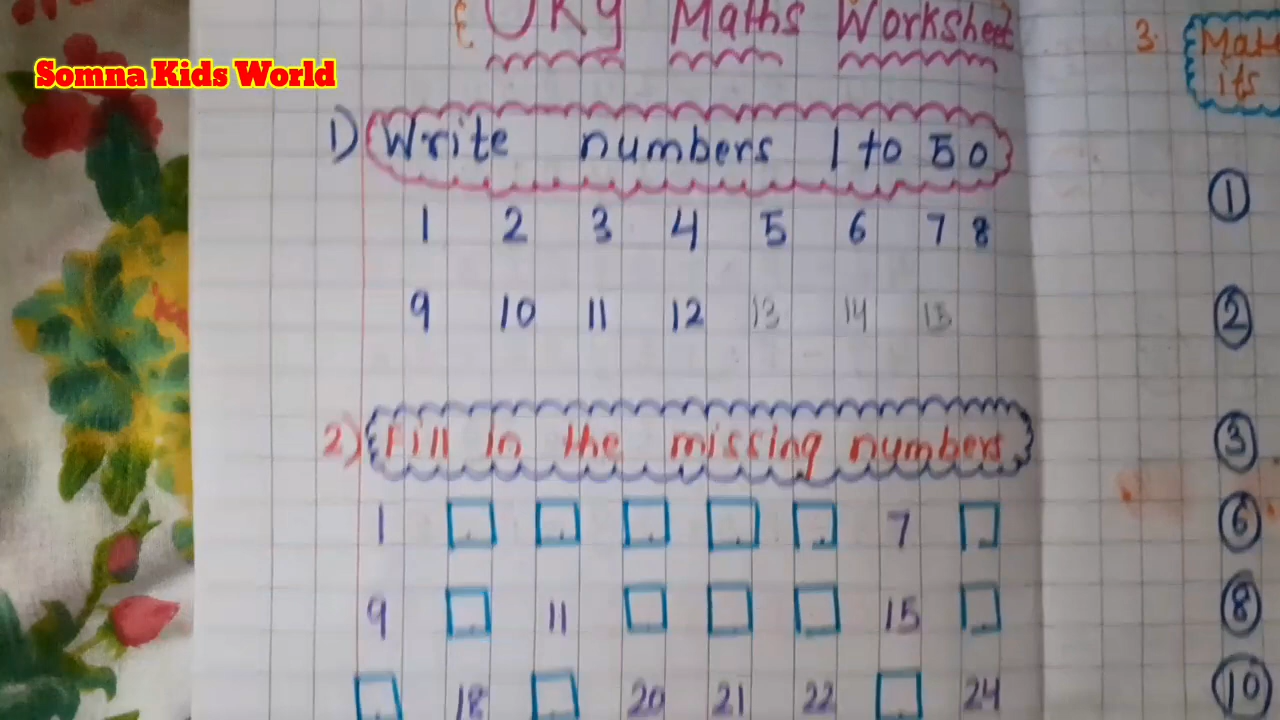 UKg Maths Worksheet
Somna Kids World
1) Write numbers 1 to 50
1 2 3 4 5 6 7 8
9 10 11 12 13 14 15
2) Fill in the missing numbers
1 7
9 11 15
18 20 21 22 24
3.
its
1
2
3
6
8
10